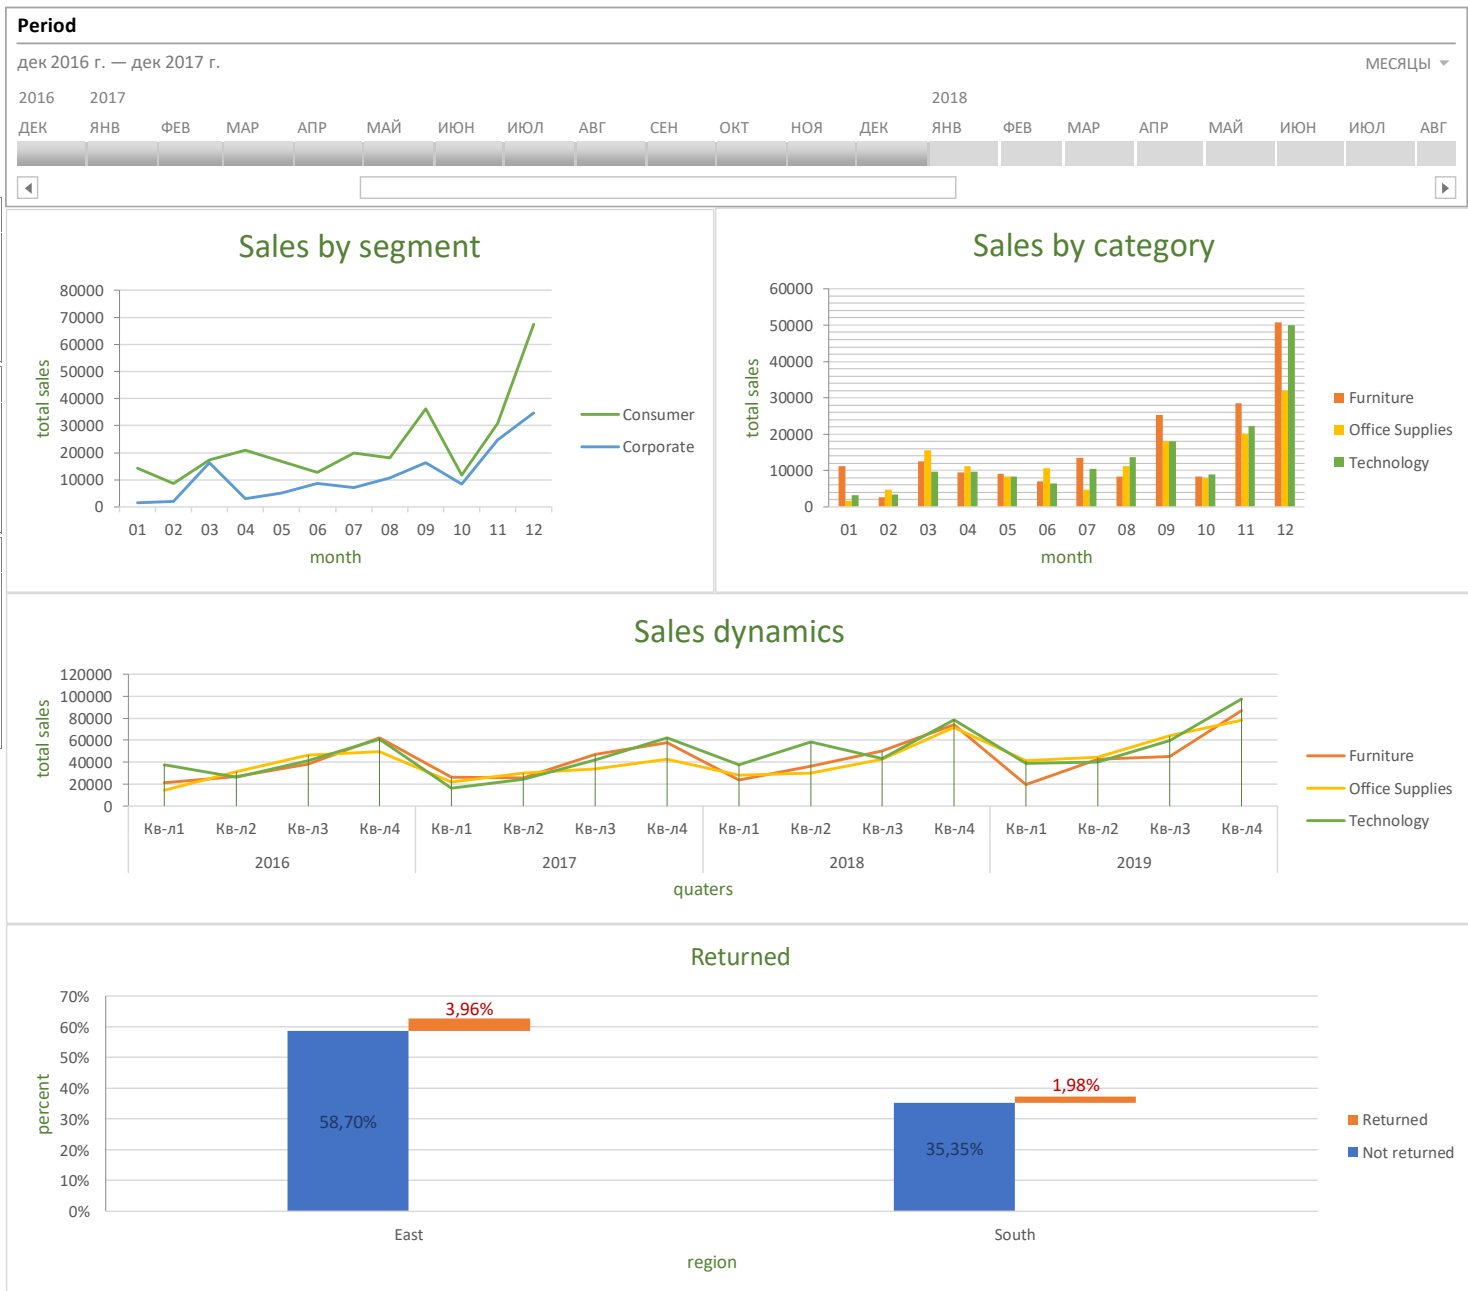 Period
дек 2016 г. — дек 2017 г.
МЕСЯЦЫ
2016 2017 2018
ДЕК ЯНВ ФЕВ МАР АПР МАЙ ИЮН ИЮЛ АВГ СЕН ОКТ НОЯ ДЕК ЯНВ ФЕВ МАР АПР МАЙ ИЮН ИЮЛ АВГ
Sales by segment
80000
70000
60000
50000
40000
30000
20000
10000
0
total sales
01 02 03 04 05 06 07 08 09 10 11 12
month
Consumer
Corporate
Sales by category
60000
50000
40000
30000
20000
10000
0
total sales
01 02 03 04 05 06 07 08 09 10 11 12
month
Furniture
Office Supplies
Technology
Sales dynamics
120000
100000
80000
60000
40000
20000
0
total sales
Кв-л1 Кв-л2 Кв-л3 Кв-л4 Кв-л1 Кв-л2 Кв-л3 Кв-л4 Кв-л1 Кв-л2 Кв-л3 Кв-л4 Кв-л1 Кв-л2 Кв-л3 Кв-л4
2016 2017 2018 2019
quaters
Furniture
Office Supplies
Technology
Returned
70%
60%
50%
40%
30%
20%
10%
0%
percent
3,96%
58,70%
1,98%
35,35%
East South
region
Returned
Not returned